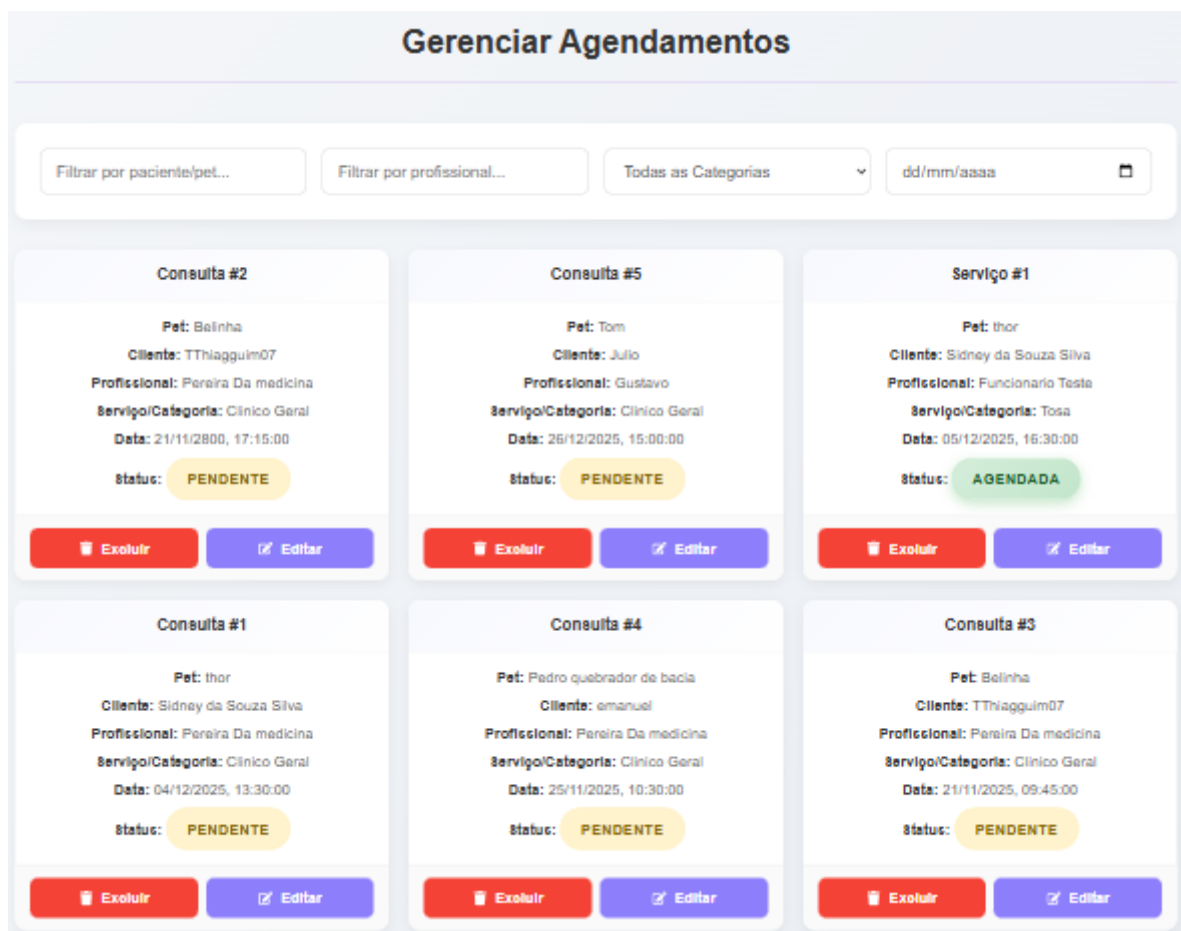 Gerenciar Agendamentos
Filtrar por paciente/pet...
Filtrar por profissional...
Todas as Categorias
dd/mm/aaaa
Consulta #2
Pet: Belinha
Cliente: TThiagguim07
Profissional: Pereira Da medicina
Serviço/Categoria: Clinico Geral
Data: 21/11/2800, 17:15:00
Status: PENDENTE
Excluir
Editar
Consulta #5
Pet: Tom
Cliente: Julio
Profissional: Gustavo
Serviço/Categoria: Clinico Geral
Data: 26/12/2025, 15:00:00
Status: PENDENTE
Excluir
Editar
Serviço #1
Pet: thor
Cliente: Sidney da Souza Silva
Profissional: Funcionario Teste
Serviço/Categoria: Tosa
Data: 05/12/2025, 16:30:00
Status: AGENDADA
Excluir
Editar
Consulta #1
Pet: thor
Cliente: Sidney da Souza Silva
Profissional: Pereira Da medicina
Serviço/Categoria: Clinico Geral
Data: 04/12/2025, 13:30:00
Status: PENDENTE
Excluir
Editar
Consulta #4
Pet: Pedro quebrador de bacia
Cliente: emanuel
Profissional: Pereira Da medicina
Serviço/Categoria: Clinico Geral
Data: 25/11/2025, 10:30:00
Status: PENDENTE
Excluir
Editar
Consulta #3
Pet: Belinha
Cliente: TThiagguim07
Profissional: Pereira Da medicina
Serviço/Categoria: Clinico Geral
Data: 21/11/2025, 09:45:00
Status: PENDENTE
Excluir
Editar